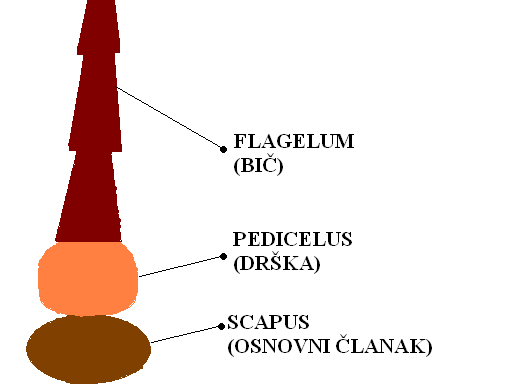 FLAGELUM
(BIČ)
PEDICELUS
(DRŠKA)
SCAPUS
(OSNOVNI ČLANAK)